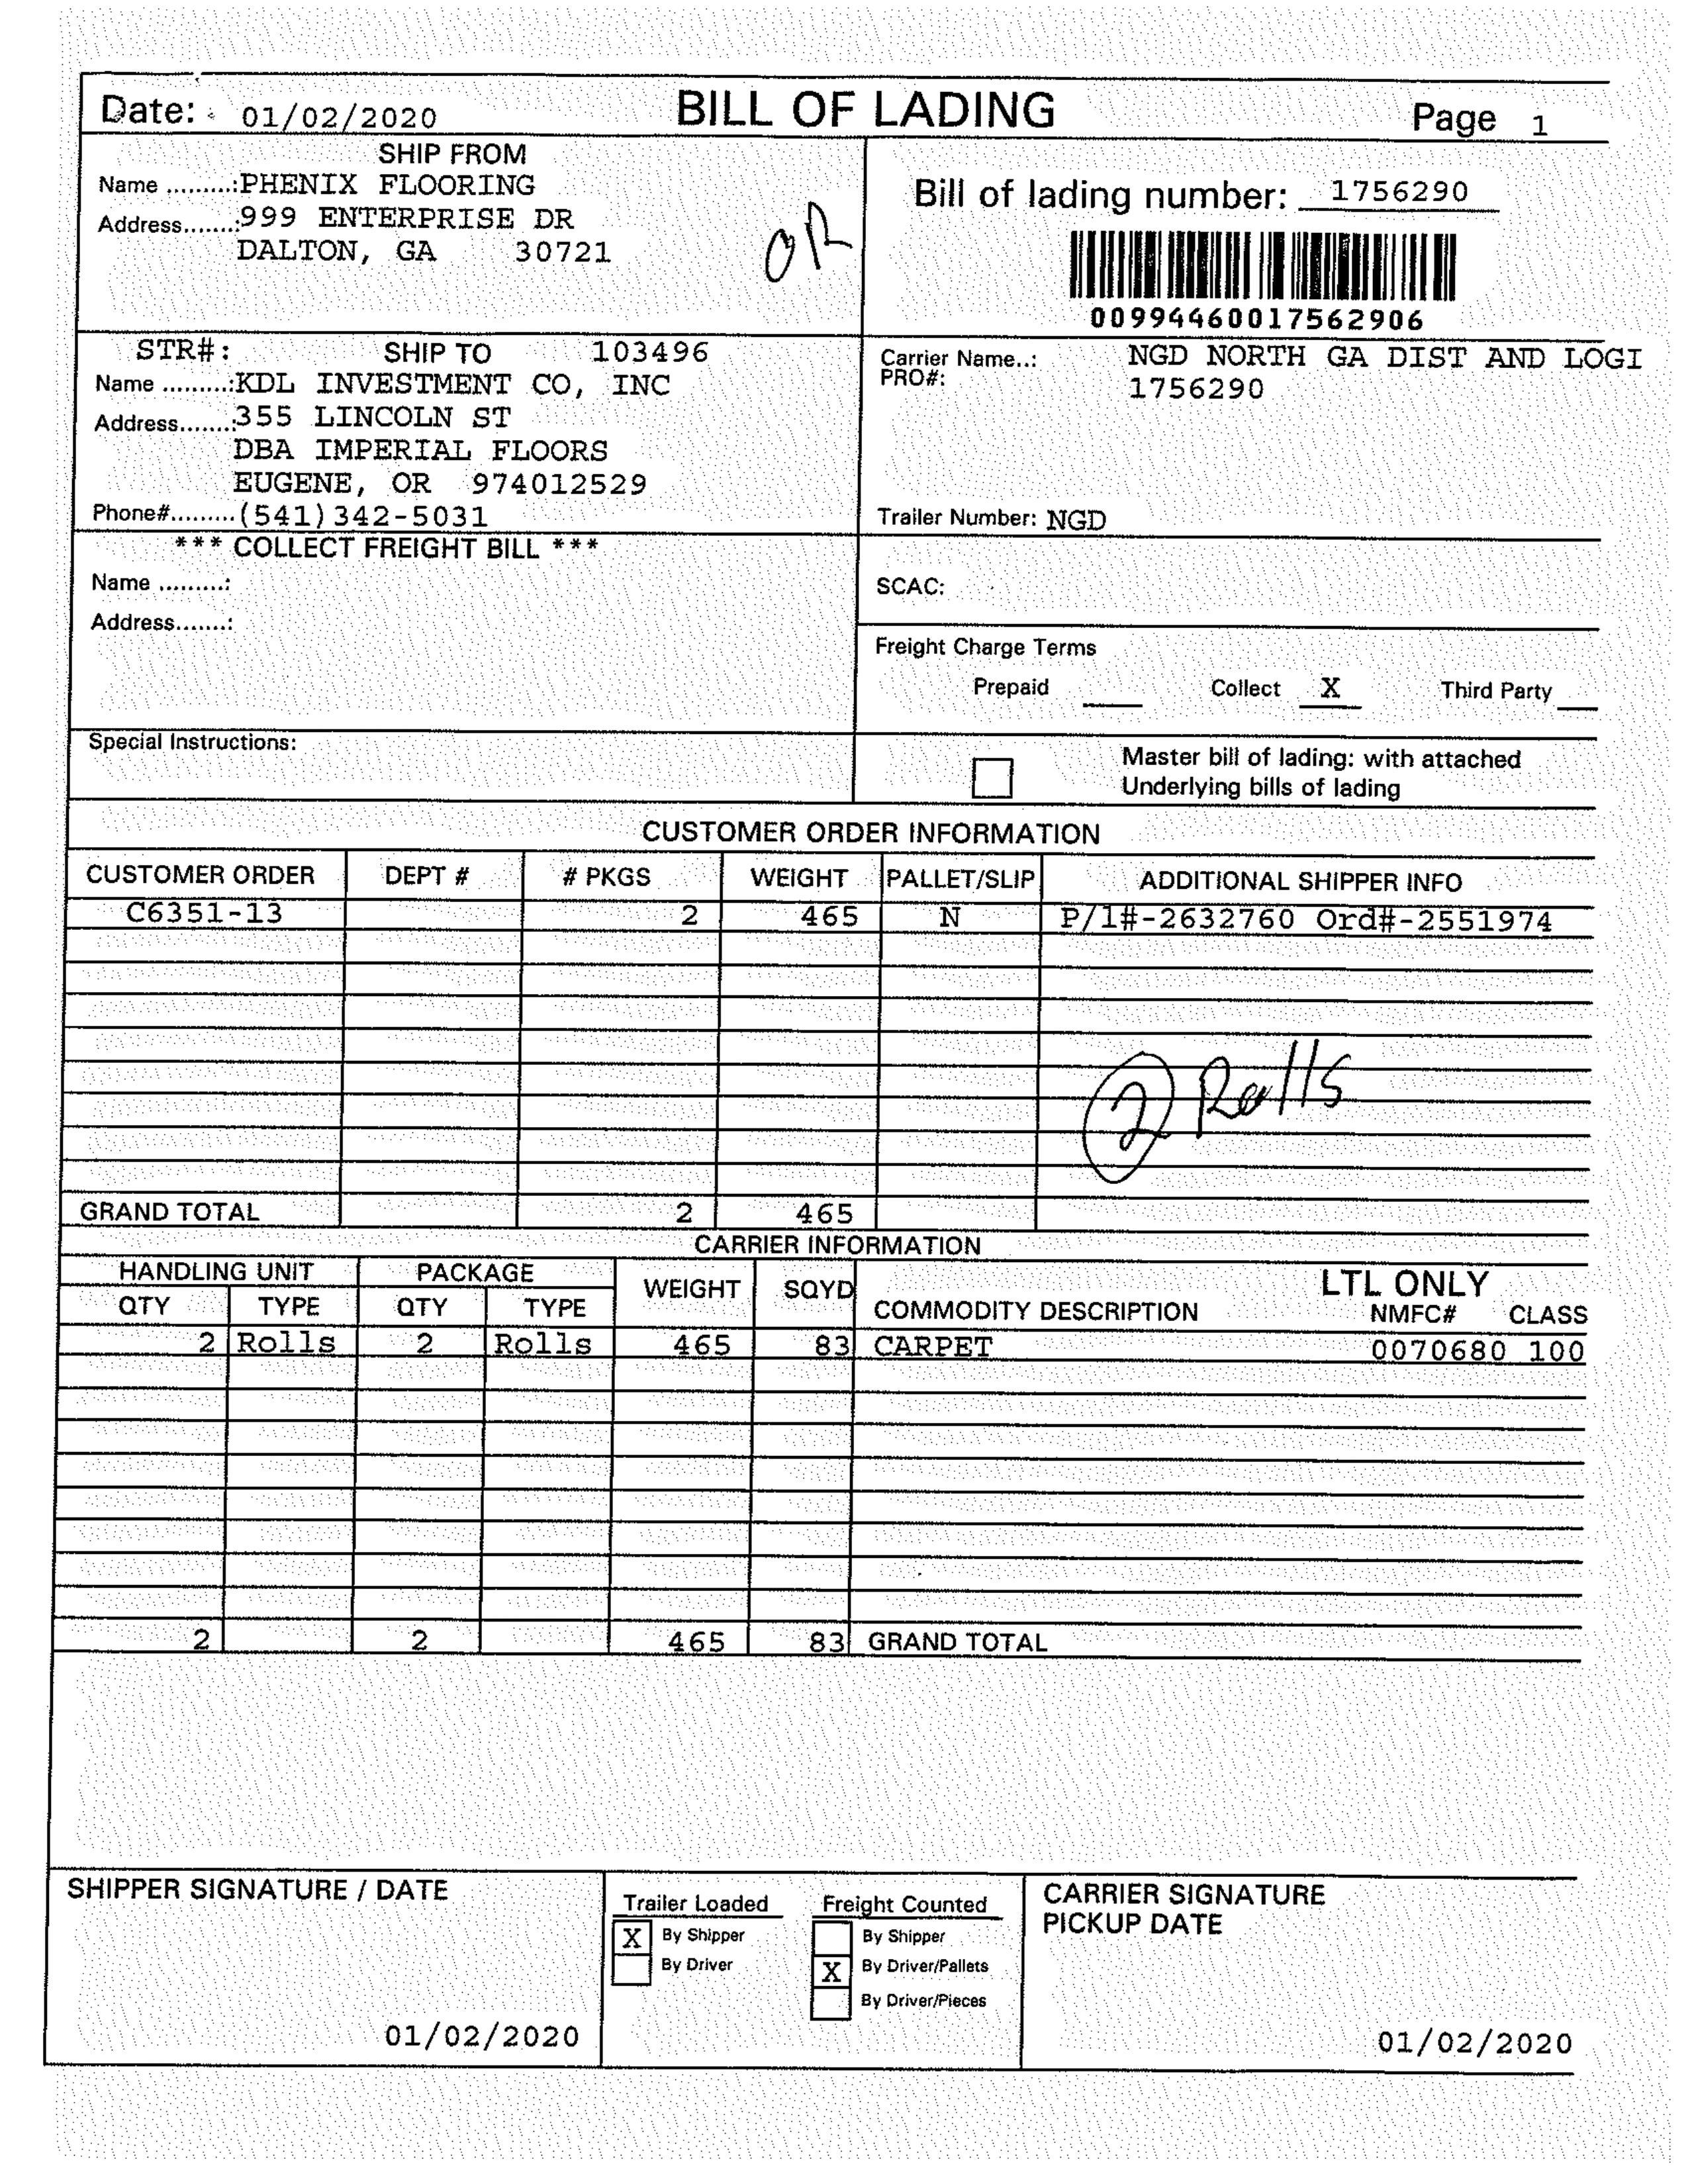 Date: 01/02/2020 BILL OF LADING Page 1
SHIP FROM
Name .........:PHENIX FLOORING
Address.......:999 ENTERPRISE DR
DALTON, GA 30721
OR
Bill of lading number: 1756290
00994460017562906
STR#: SHIP TO 103496
Name .........:KDL INVESTMENT CO, INC
Address.......:355 LINCOLN ST
DBA IMPERIAL FLOORS
EUGENE, OR 974012529
Phone#.........(541)342-5031
Carrier Name..: NGD NORTH GA DIST AND LOGI
PRO#: 1756290
Trailer Number: NGD
*** COLLECT FREIGHT BILL ***
Name .........:
Address.......:
SCAC:
Freight Charge Terms
Prepaid ____ Collect X Third Party ____
Special Instructions:
Master bill of lading: with attached
Underlying bills of lading
CUSTOMER ORDER INFORMATION
CUSTOMER ORDER DEPT # # PKGS WEIGHT PALLET/SLIP ADDITIONAL SHIPPER INFO
C6351-13 2 465 N P/1#-2632760 Ord#-2551974
2 Rolls
GRAND TOTAL 2 465
CARRIER INFORMATION
HANDLING UNIT PACKAGE WEIGHT SQYD COMMODITY DESCRIPTION LTL ONLY
QTY TYPE QTY TYPE NMFC# CLASS
2 Rolls 2 Rolls 465 83 CARPET 0070680 100
2 2 465 83 GRAND TOTAL
SHIPPER SIGNATURE / DATE
01/02/2020
Trailer Loaded
X By Shipper
By Driver
Freight Counted
By Shipper
X By Driver/Pallets
By Driver/Pieces
CARRIER SIGNATURE
PICKUP DATE
01/02/2020